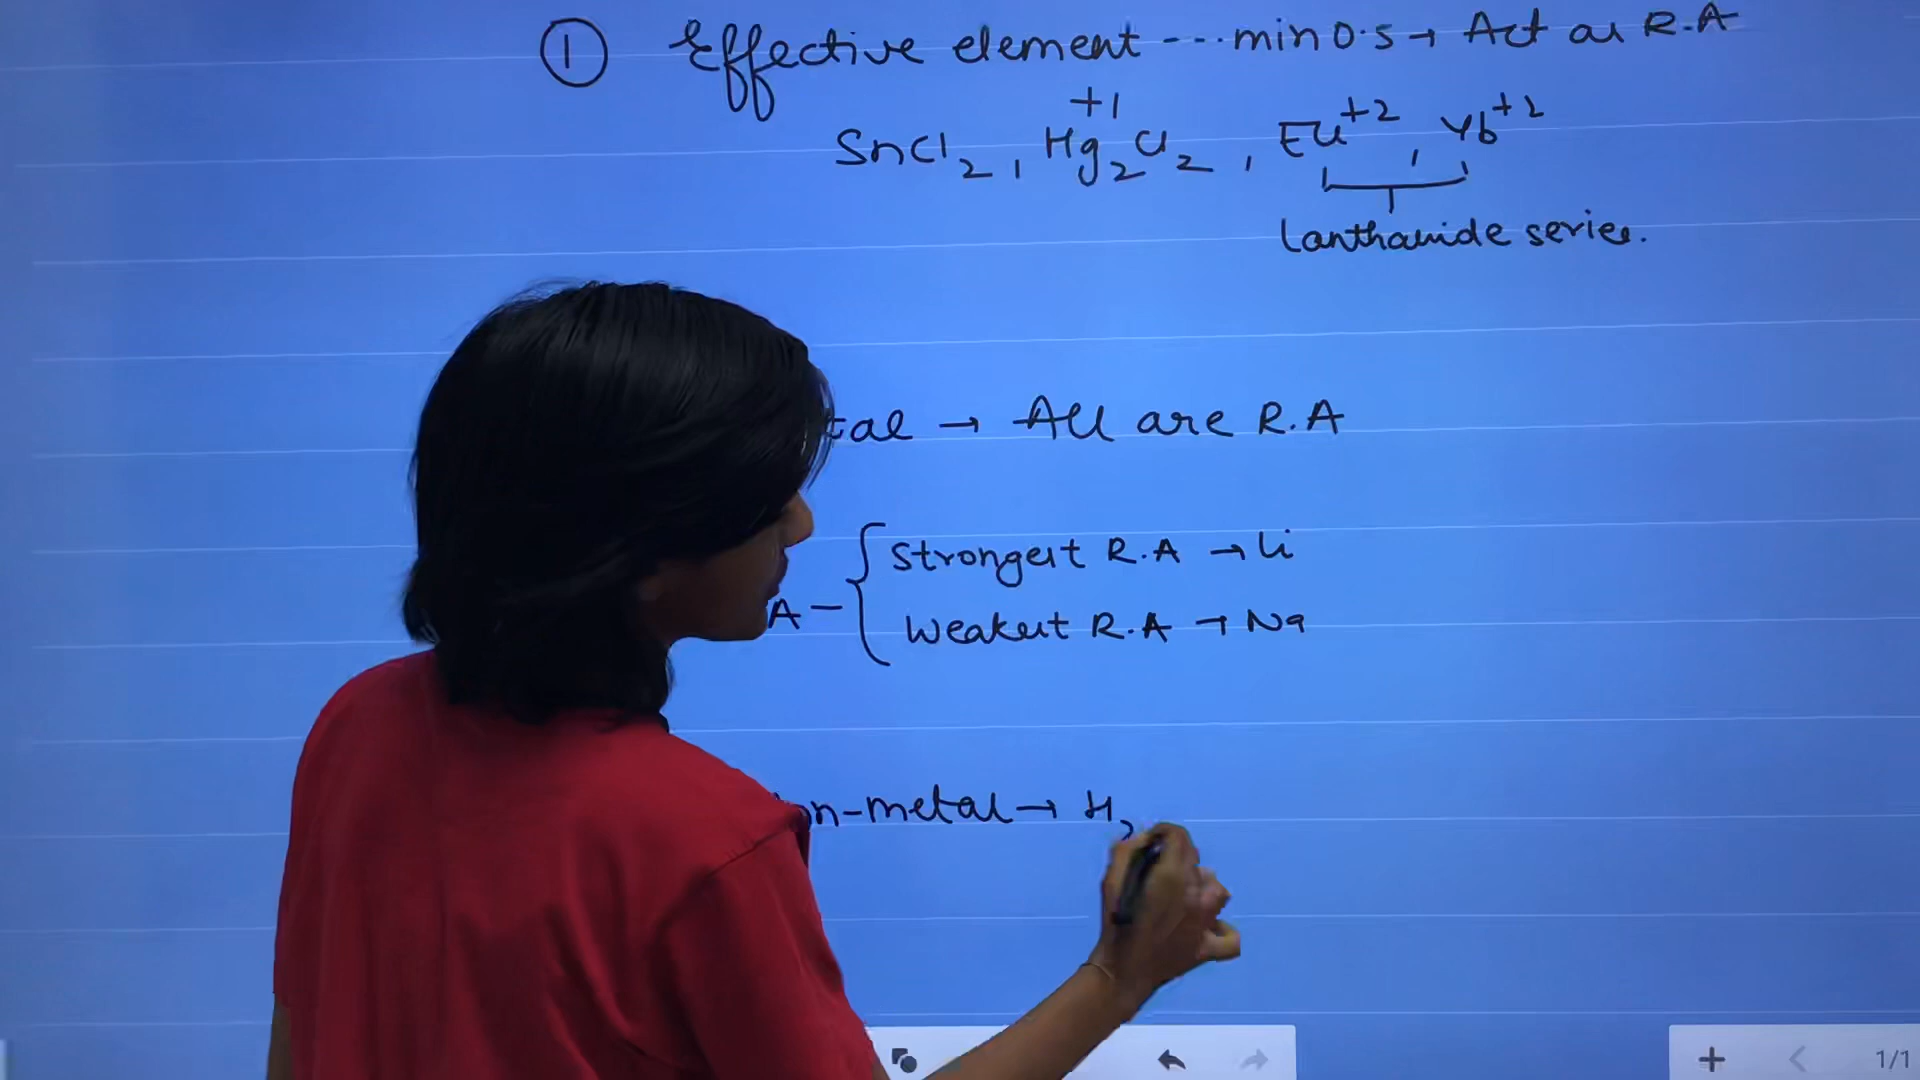 ① Effective element ---min O.S → Act as R.A
+1
SnCl2, Hg2Cl2, Eu+2, Yb+2
Lanthanide series.
tal → All are R.A
Strongest R.A → Li
A -
Weakest R.A → Na
on-metal → H2
1/1